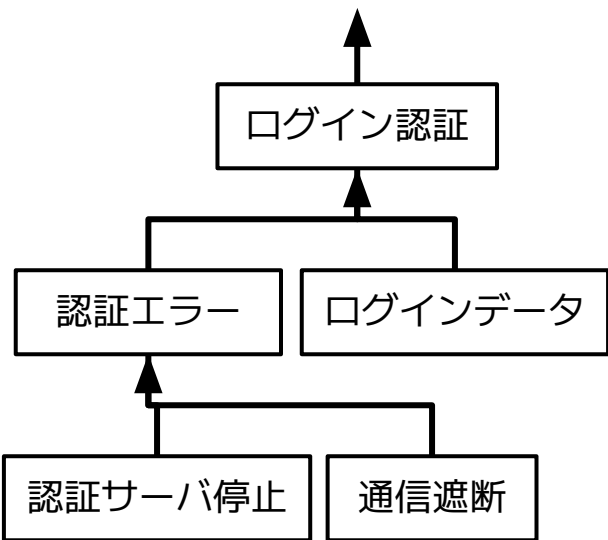 ログイン認証
認証エラー
ログインデータ
認証サーバ停止
通信遮断